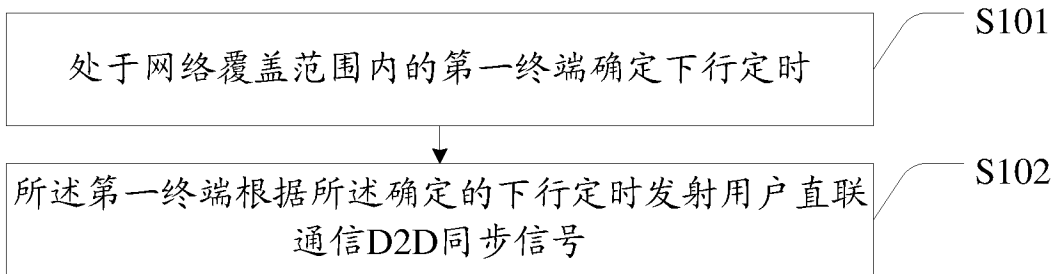 处于网络覆盖范围内的第一终端确定下行定时
S101
所述第一终端根据所述确定的下行定时发射用户直联
通信D2D同步信号
S102